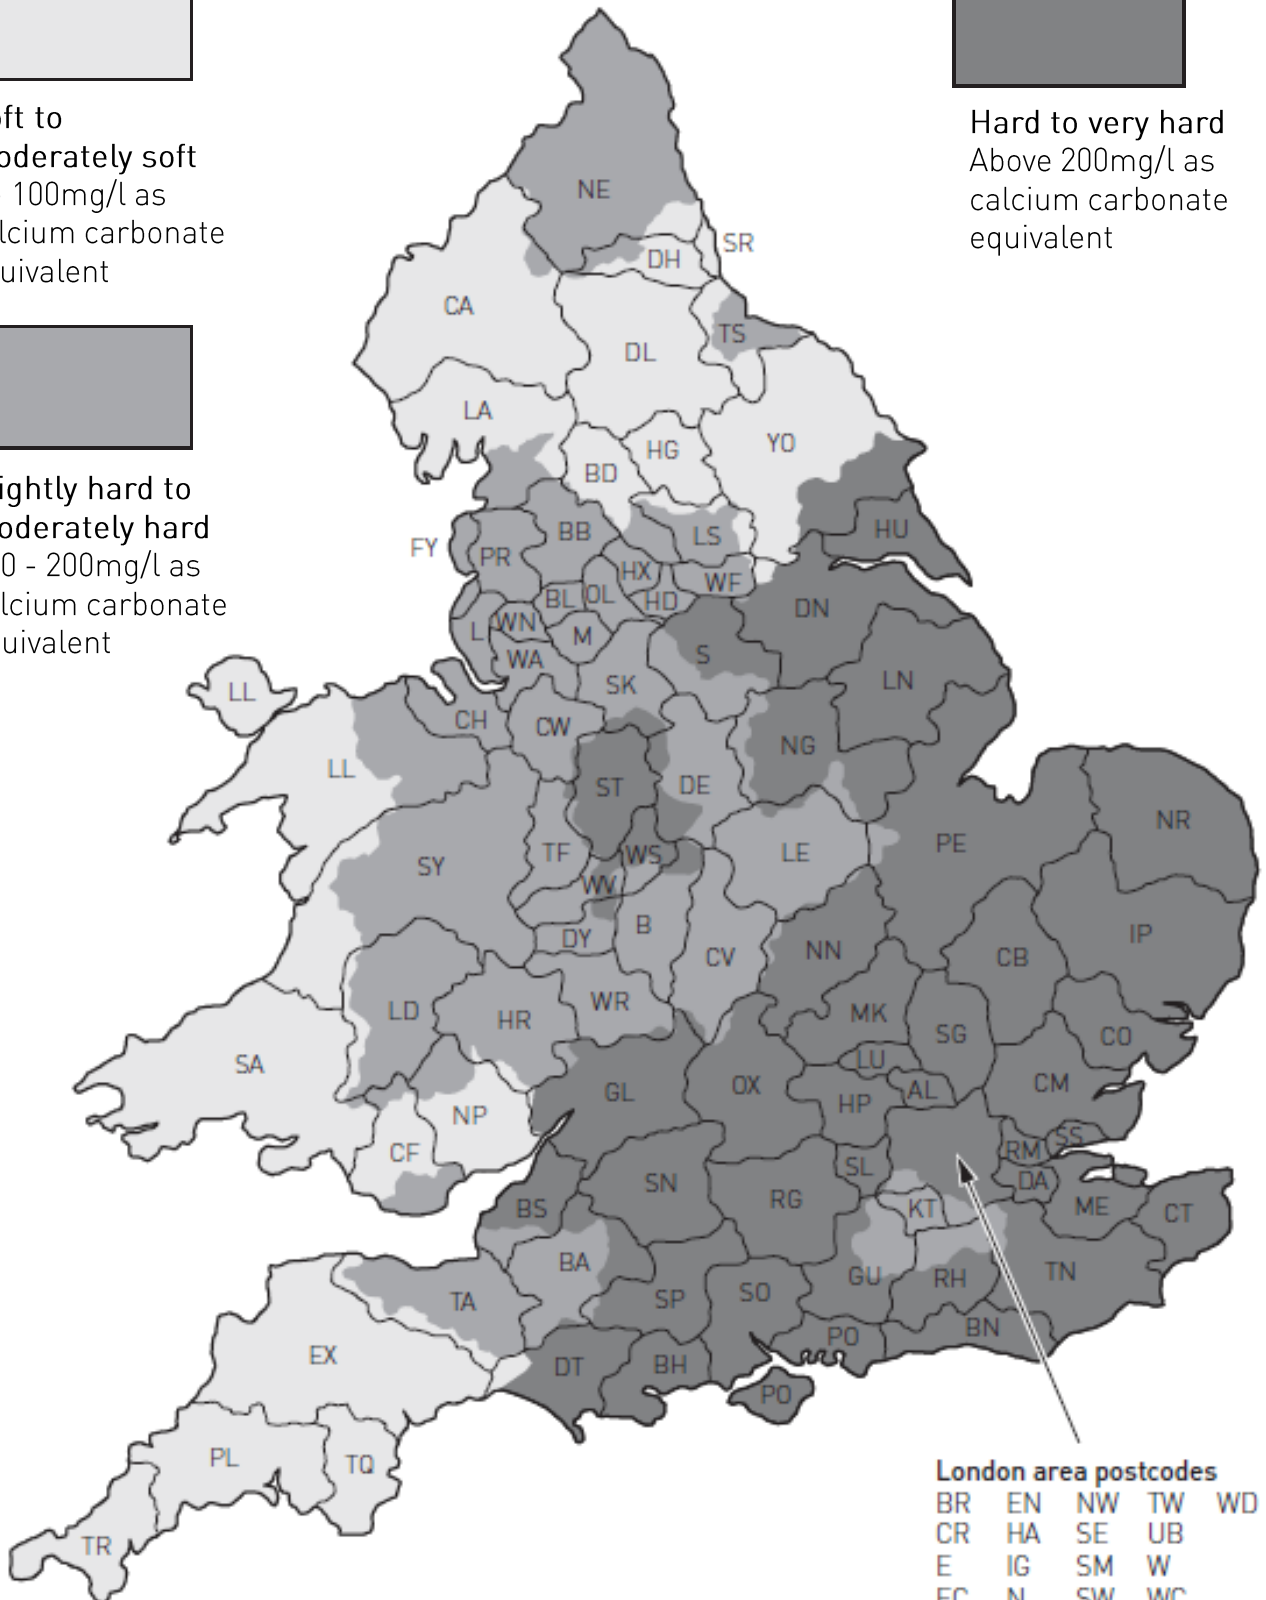 oft to
oderately soft
- 100mg/l as
lcium carbonate
uivalent
ightly hard to
oderately hard
0 - 200mg/l as
lcium carbonate
uivalent
Hard to very hard
Above 200mg/l as
calcium carbonate
equivalent
NE
SR
DH
CA
TS
DL
LA
YO
HG
BD
HU
BB
LS
FY
PR
HX
WF
BL
OL
HD
DN
L
WN
M
S
WA
LN
SK
LL
CH
CW
NG
LL
ST
DE
NR
PE
TF
WS
LE
SY
WV
B
DY
IP
CV
NN
CB
WR
LD
HR
MK
SG
CO
SA
LU
OX
CM
GL
AL
HP
NP
SS
CF
RM
SL
DA
SN
RG
ME
BS
KT
CT
BA
GU
RH
TN
TA
SP
SO
BN
EX
PO
DT
BH
PO
PL
TQ
TR
London area postcodes
BR EN NW TW WD
CR HA SE UB
E IG SM W
EC N SW WC